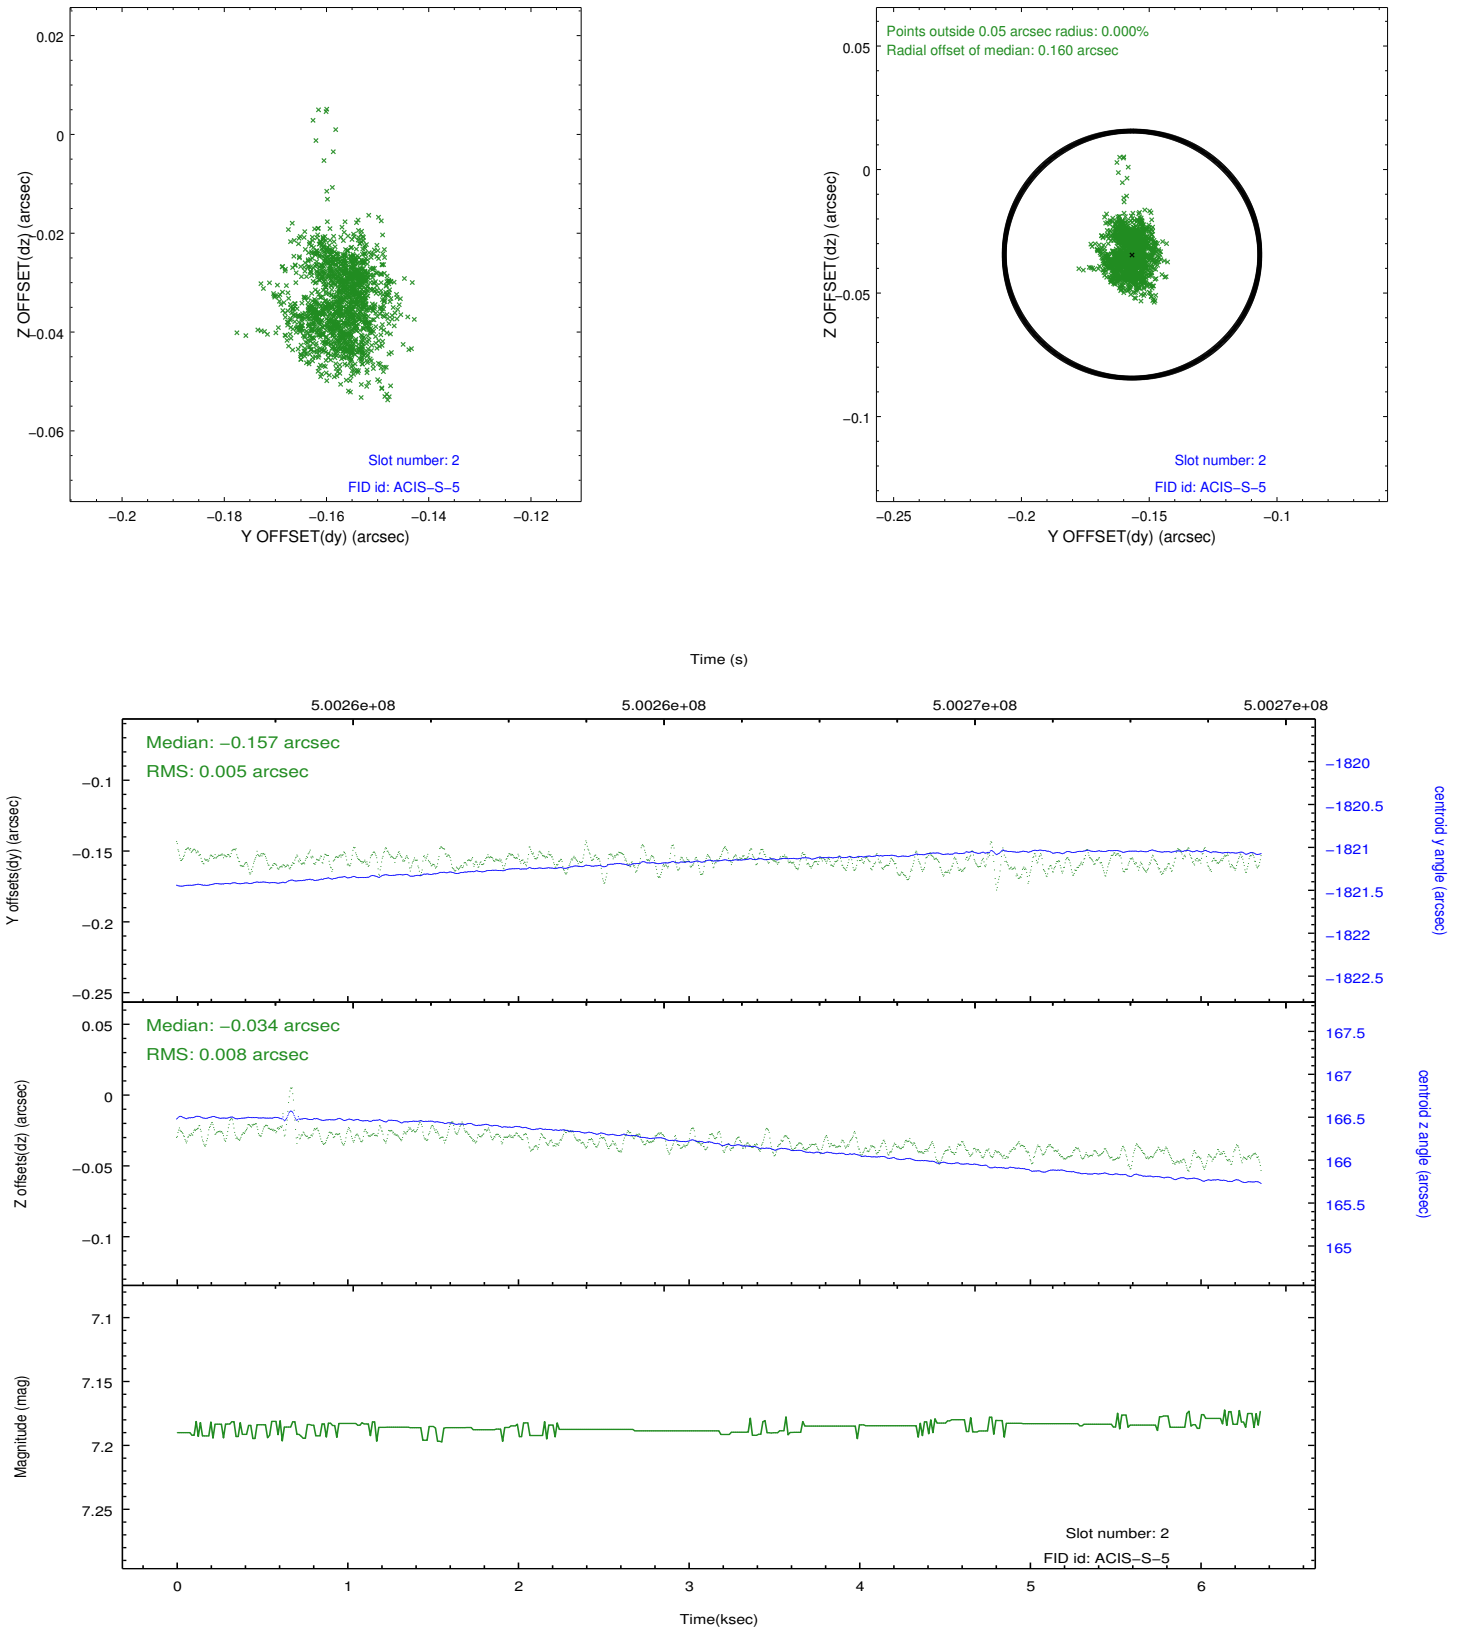 0.02
0
−0.02
−0.04
−0.06
Z OFFSET(dz) (arcsec)
Slot number: 2
FID id: ACIS−S−5
−0.2 −0.18 −0.16 −0.14 −0.12
Y OFFSET(dy) (arcsec)
Points outside 0.05 arcsec radius: 0.000%
Radial offset of median: 0.160 arcsec
0.05
0
−0.05
−0.1
Z OFFSET(dz) (arcsec)
Slot number: 2
FID id: ACIS−S−5
−0.25 −0.2 −0.15 −0.1
Y OFFSET(dy) (arcsec)
Time (s)
5.0026e+08 5.0026e+08 5.0027e+08 5.0027e+08
Median: −0.157 arcsec
RMS: 0.005 arcsec
−0.1
−0.15
−0.2
−0.25
Y offsets(dy) (arcsec)
−1820
−1820.5
−1821
−1821.5
−1822
−1822.5
centroid y angle (arcsec)
Median: −0.034 arcsec
RMS: 0.008 arcsec
0.05
0
−0.05
−0.1
Z offsets(dz) (arcsec)
167.5
167
166.5
166
165.5
165
centroid z angle (arcsec)
7.1
7.15
7.2
7.25
Magnitude (mag)
Slot number: 2
FID id: ACIS−S−5
0 1 2 3 4 5 6
Time(ksec)